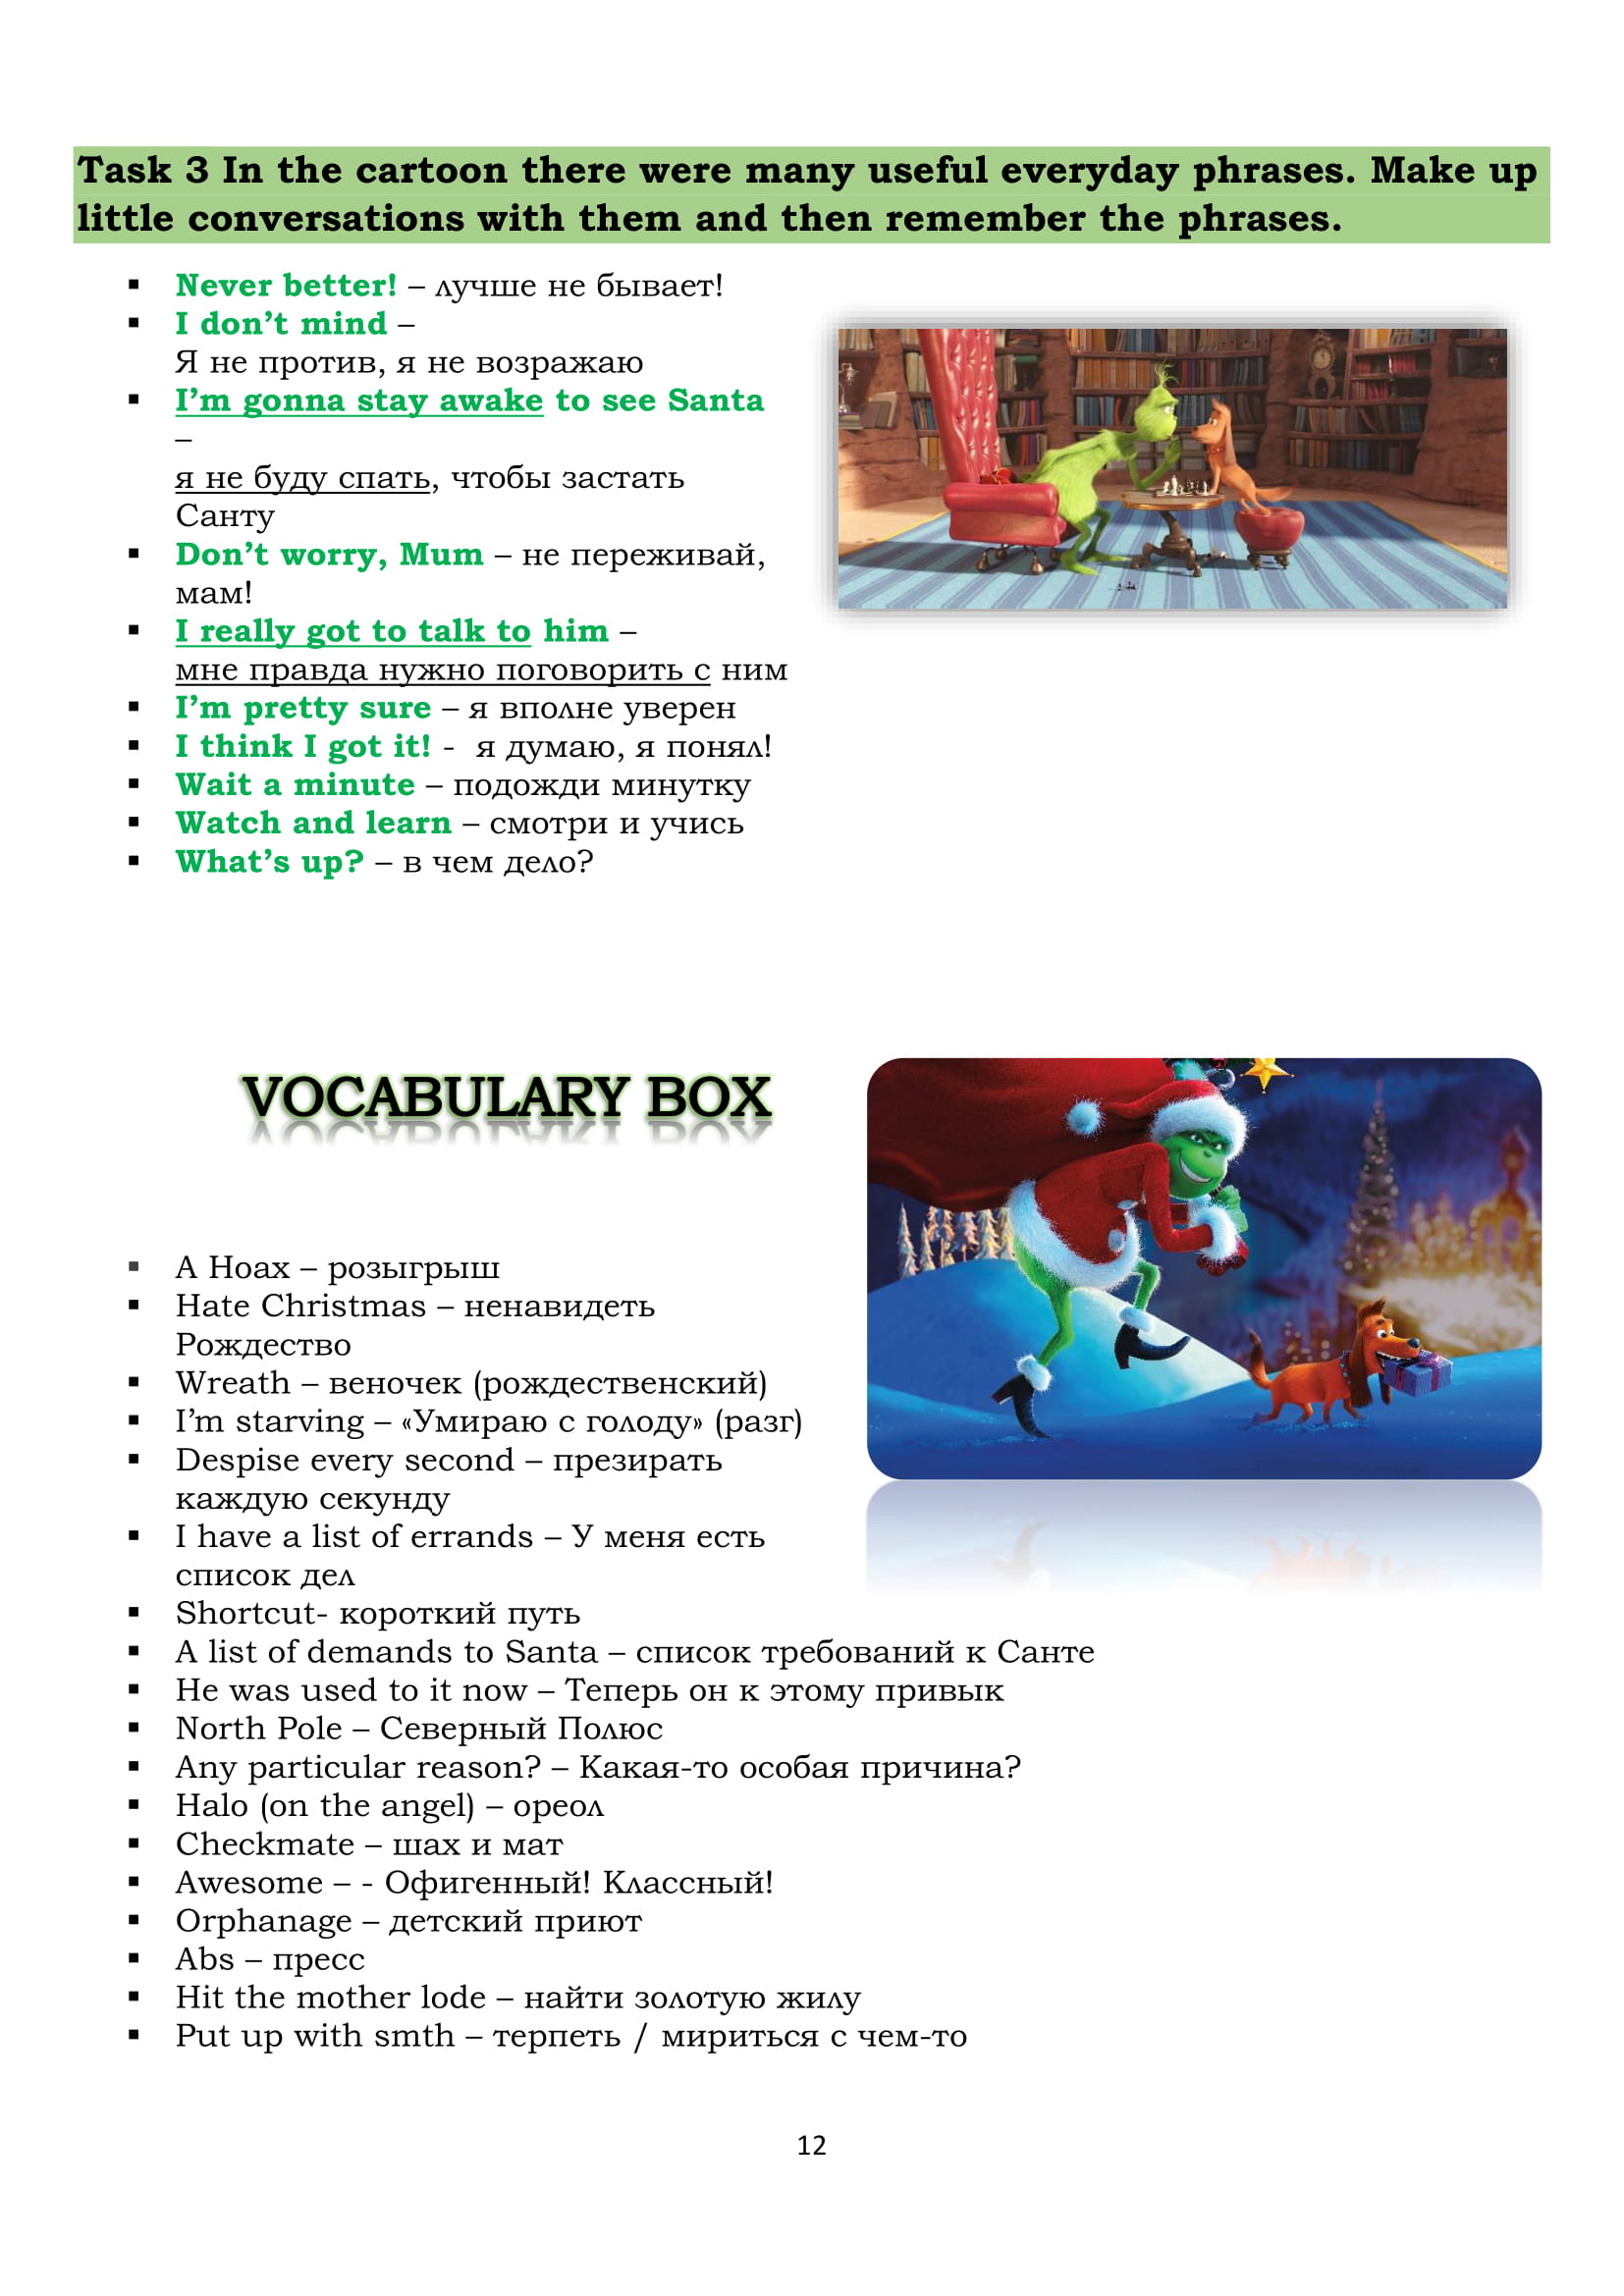 Task 3 In the cartoon there were many useful everyday phrases. Make up
little conversations with them and then remember the phrases.
▪ Never better! – лучше не бывает!
▪ I don’t mind –
Я не против, я не возражаю
▪ I’m gonna stay awake to see Santa
–
я не буду спать, чтобы застать
Санту
▪ Don’t worry, Mum – не переживай,
мам!
▪ I really got to talk to him –
мне правда нужно поговорить с ним
▪ I’m pretty sure – я вполне уверен
▪ I think I got it! - я думаю, я понял!
▪ Wait a minute – подожди минутку
▪ Watch and learn – смотри и учись
▪ What’s up? – в чем дело?
VOCABULARY BOX
▪ A Hoax – розыгрыш
▪ Hate Christmas – ненавидеть
Рождество
▪ Wreath – веночек (рождественский)
▪ I’m starving – «Умираю с голоду» (разг)
▪ Despise every second – презирать
каждую секунду
▪ I have a list of errands – У меня есть
список дел
▪ Shortcut- короткий путь
▪ A list of demands to Santa – список требований к Санте
▪ He was used to it now – Теперь он к этому привык
▪ North Pole – Северный Полюс
▪ Any particular reason? – Какая-то особая причина?
▪ Halo (on the angel) – ореол
▪ Checkmate – шах и мат
▪ Awesome – - Офигенный! Классный!
▪ Orphanage – детский приют
▪ Abs – пресс
▪ Hit the mother lode – найти золотую жилу
▪ Put up with smth – терпеть / мириться с чем-то
12